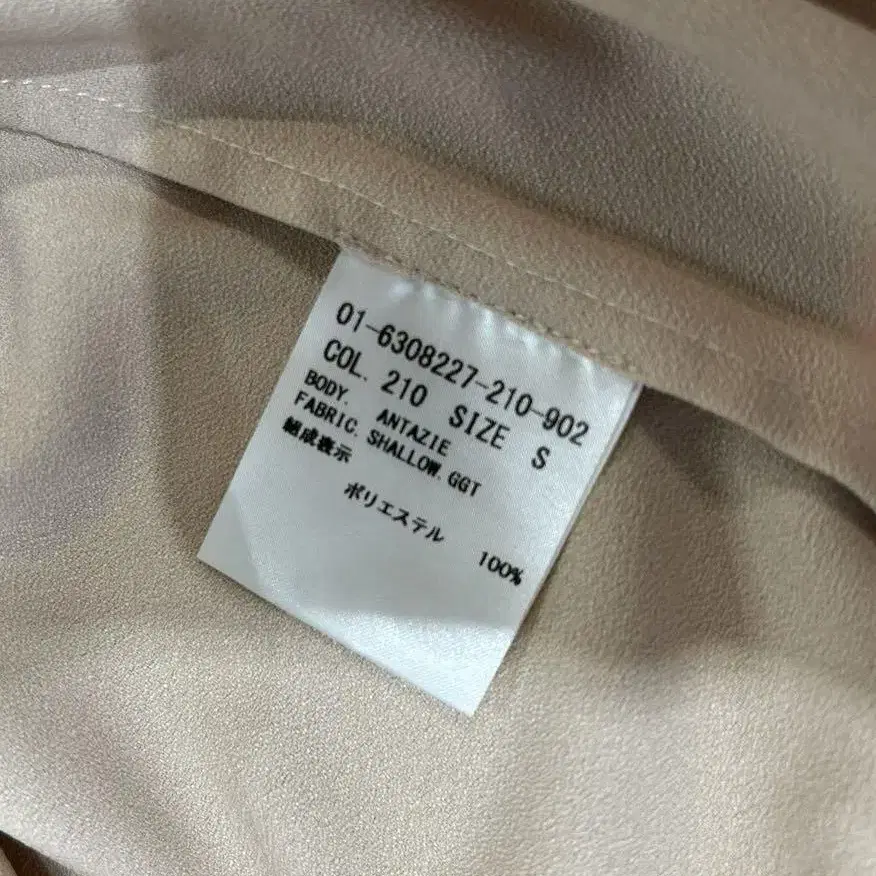 01-6308227-210-902
COL. 210 SIZE S
BODY. ANTAZIE
FABRIC. SHALLOW.GGT
組成表示
ポリエステル 100%